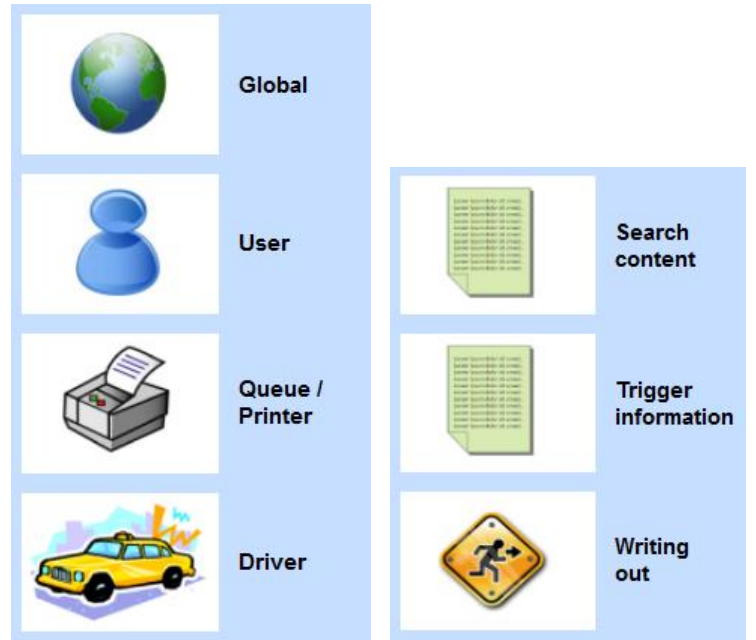 Global
User
Queue /
Printer
Driver
Search
content
Trigger
information
Writing
out